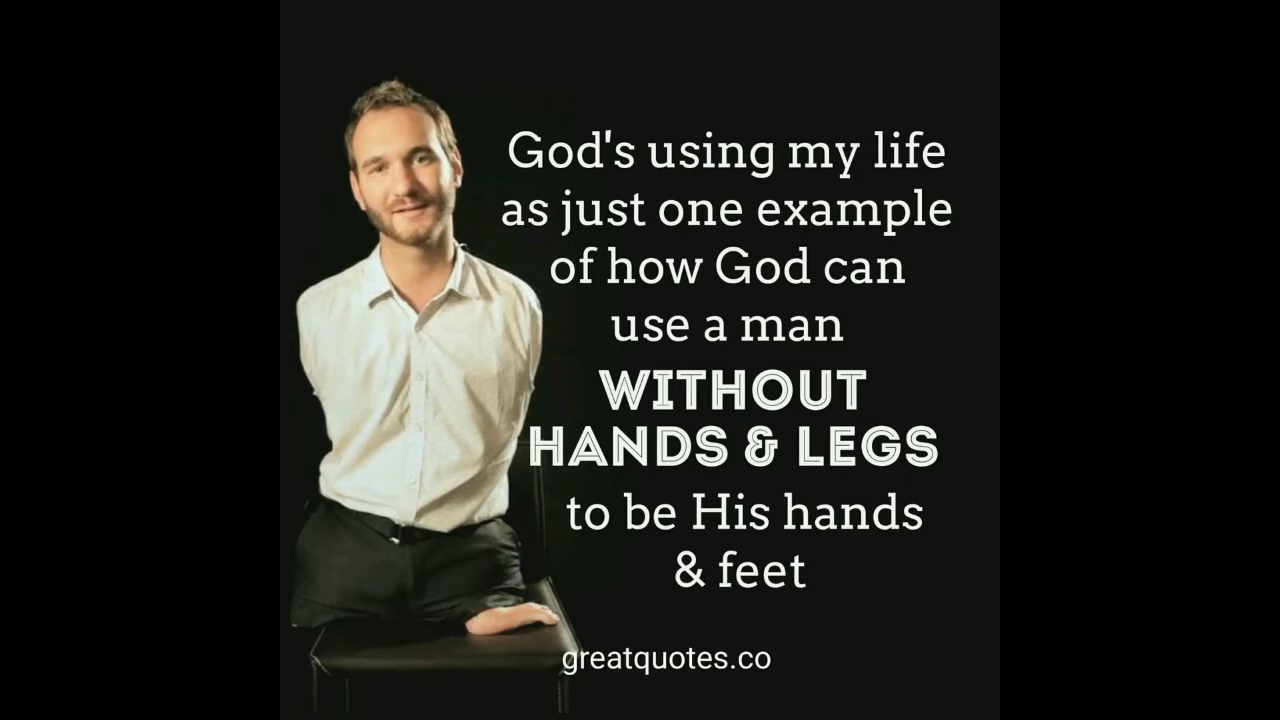 God's using my life
as just one example
of how God can
use a man
WITHOUT
HANDS & LEGS
to be His hands
& feet
greatquotes.co